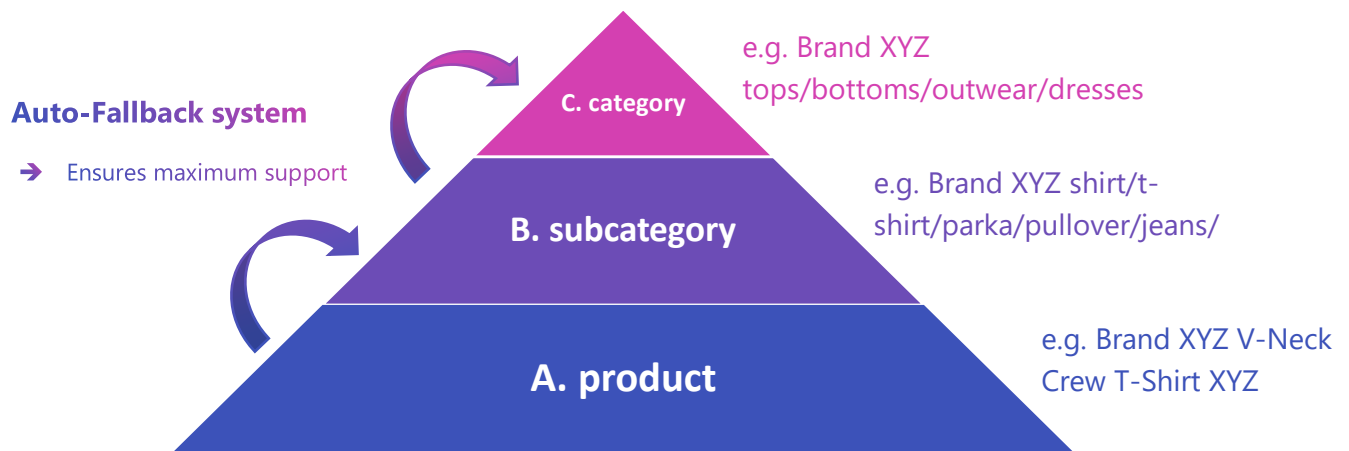 e.g. Brand XYZ
tops/bottoms/outwear/dresses
C. category
Auto-Fallback system
➔ Ensures maximum support
e.g. Brand XYZ shirt/t-
shirt/parka/pullover/jeans/
B. subcategory
e.g. Brand XYZ V-Neck
Crew T-Shirt XYZ
A. product